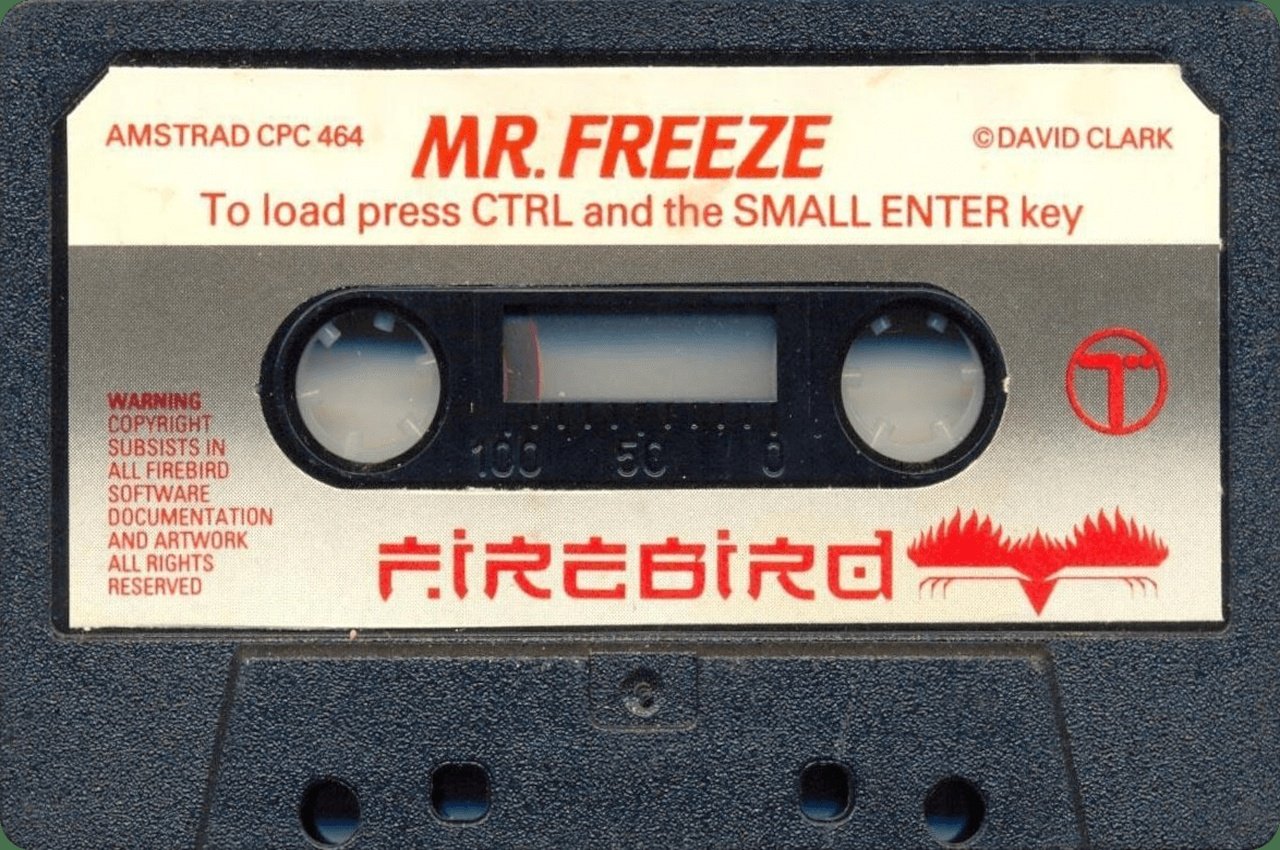 AMSTRAD CPC 464
MR. FREEZE
©DAVID CLARK
To load press CTRL and the SMALL ENTER key
WARNING
COPYRIGHT
SUBSISTS IN
ALL FIREBIRD
SOFTWARE
DOCUMENTATION
AND ARTWORK
ALL RIGHTS
RESERVED
100 50 0
FIREBIRD